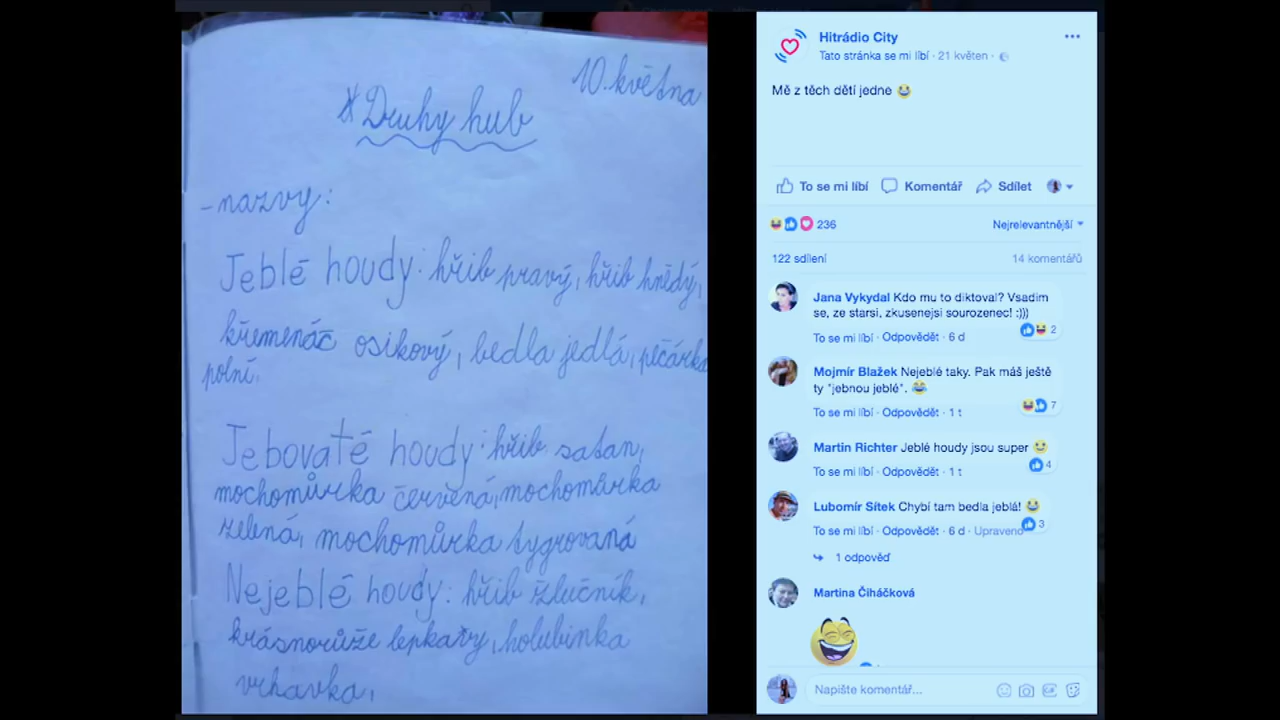 10. května
*Druhy hub
- nazvy:
Jeblé houdy: hřib pravý, hřib hnědý,
křemenáč osikový, bedla jedlá, pečárka
polní.
Jebovaté houdy: hřib satan,
mochomůrka červená, mochomůrka
zelená, mochomůrka tygrovaná
Nejeblé houdy: hřib žlučník,
krásnorůže lepkatvy, holubinka
vrhavka,
Hitrádio City
Tato stránka se mi líbí · 21 květen ·
Mě z těch dětí jedne 😂
To se mi líbí Komentář Sdílet
236 Nejrelevantnější
122 sdílení 14 komentářů
Jana Vykydal Kdo mu to diktoval? Vsadim
se, ze starsi, zkusenejsi sourozenec! :)))
2
To se mi líbí · Odpovědět · 6 d
Mojmír Blažek Nejeblé taky. Pak máš ještě
ty "jebnou jeblé". 😂
7
To se mi líbí · Odpovědět · 1 t
Martin Richter Jeblé houdy jsou super 😀
4
To se mi líbí · Odpovědět · 1 t
Lubomír Sítek Chybí tam bedla jeblá! 😀
3
To se mi líbí · Odpovědět · 6 d · Upraveno
1 odpověď
Martina Čiháčková
Napište komentář...
GIF